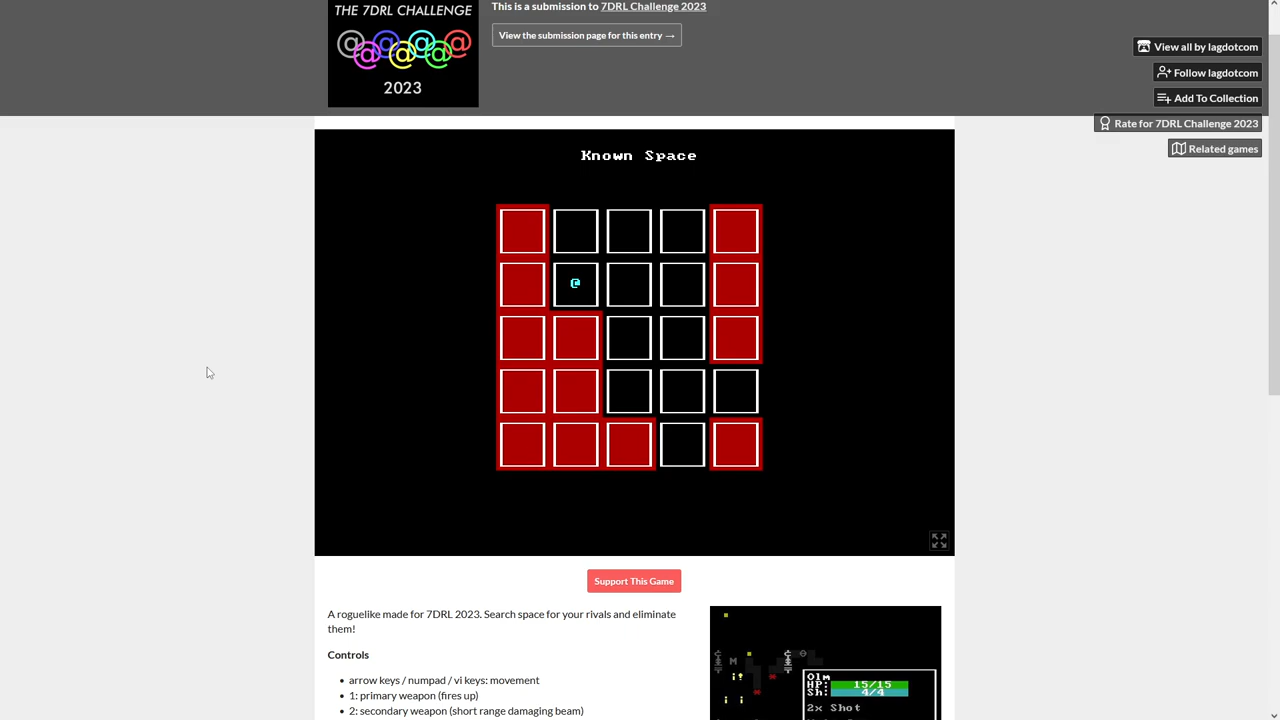 THE 7DRL CHALLENGE
@@@@@@@
2023
This is a submission to 7DRL Challenge 2023
View the submission page for this entry →
View all by lagdotcom
Follow lagdotcom
Add To Collection
Rate for 7DRL Challenge 2023
Related games
Known Space
@
Support This Game
A roguelike made for 7DRL 2023. Search space for your rivals and eliminate
them!
Controls
• arrow keys / numpad / vi keys: movement
• 1: primary weapon (fires up)
• 2: secondary weapon (short range damaging beam)
Olm
HP: 15/15
Sh: 4/4
2x Shot